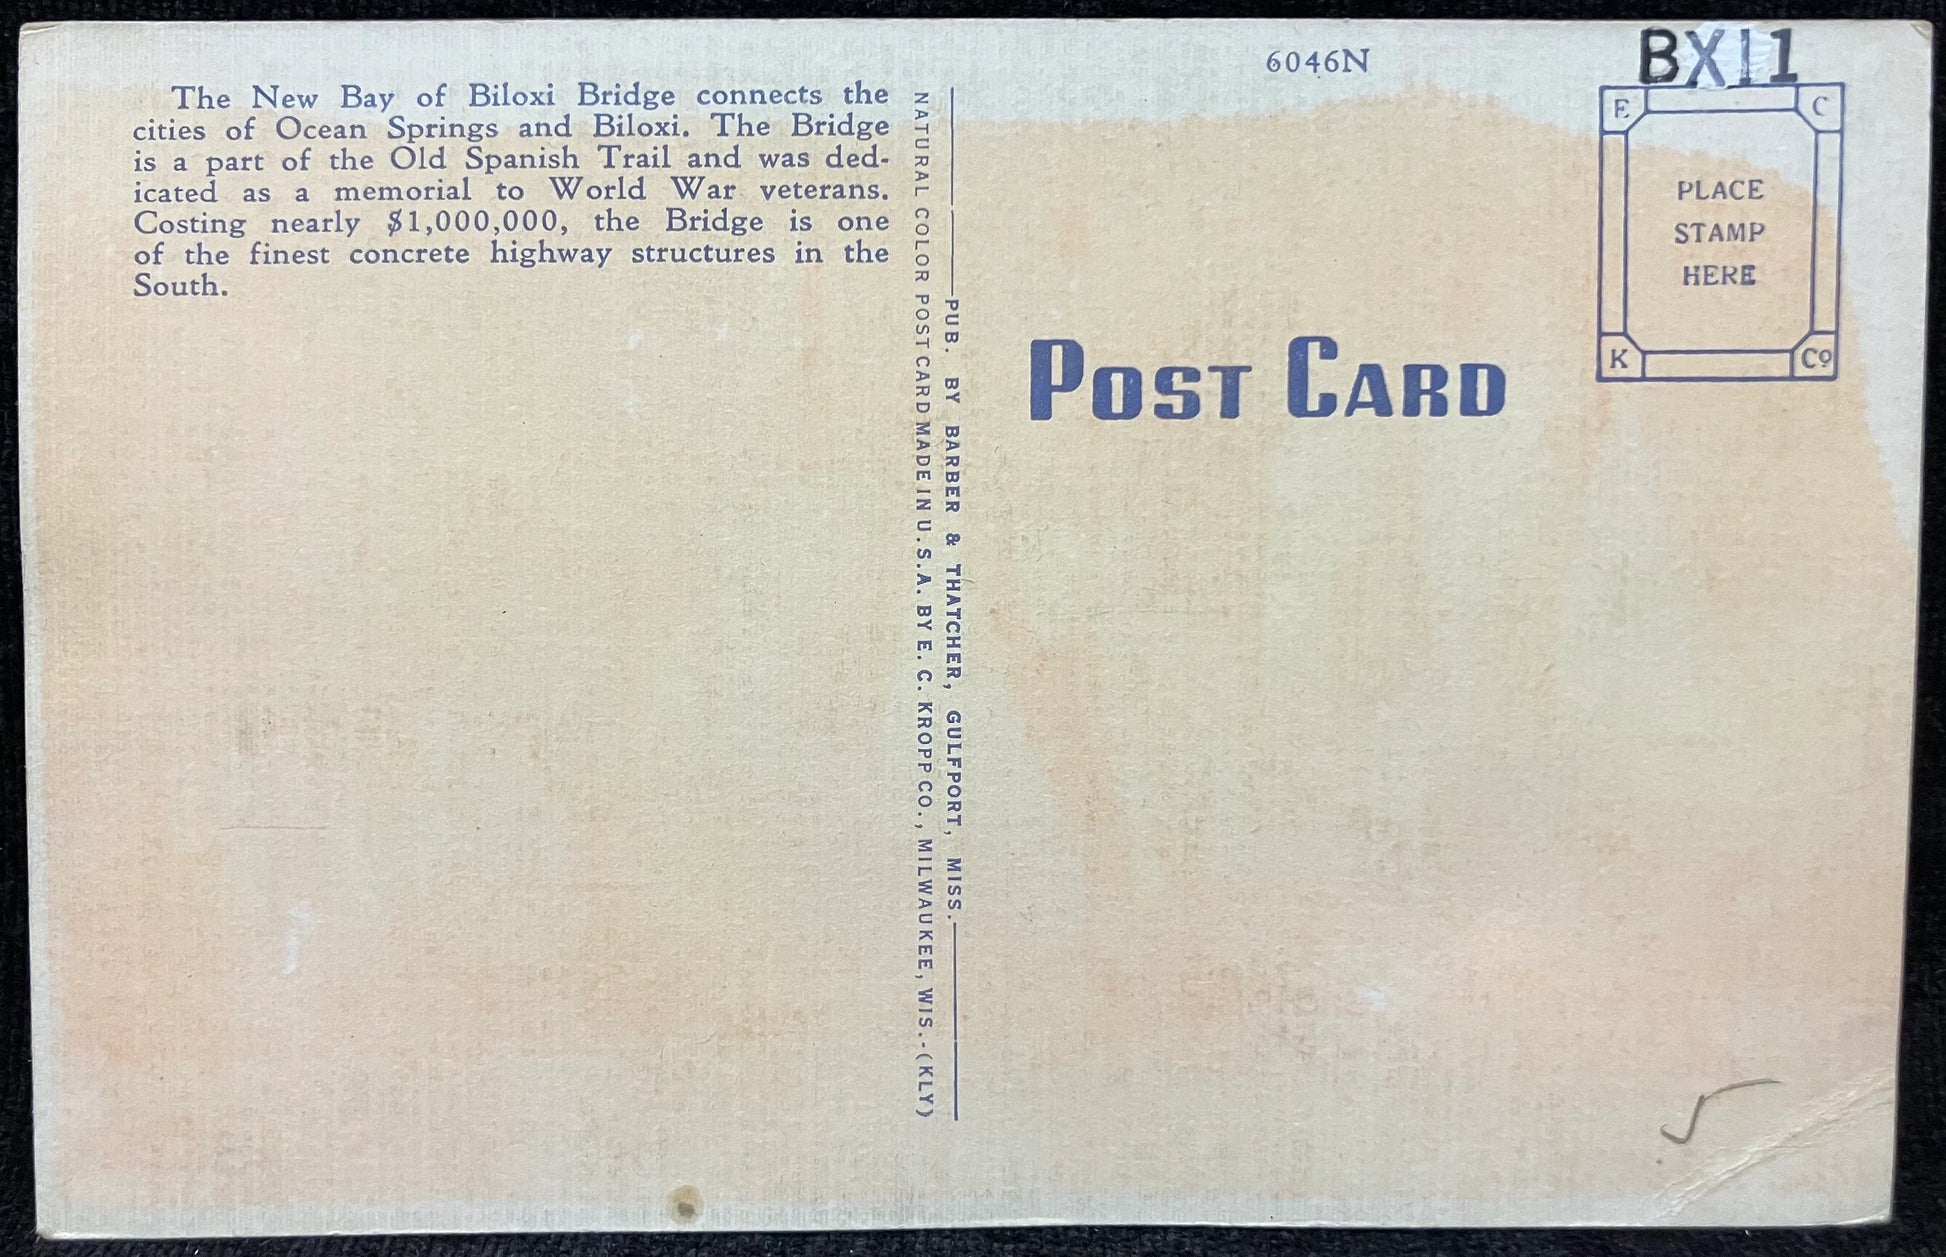 The New Bay of Biloxi Bridge connects the
cities of Ocean Springs and Biloxi. The Bridge
is a part of the Old Spanish Trail and was ded-
icated as a memorial to World War veterans.
Costing nearly $1,000,000, the Bridge is one
of the finest concrete highway structures in the
South.
NATURAL COLOR POST CARD MADE IN U.S.A. BY E. C. KROPP CO., MILWAUKEE, WIS.-(KLY)
PUB. BY BARBER & THATCHER, GULFPORT, MISS.
6046N
BX11
E C
PLACE
STAMP
HERE
K Co
POST CARD